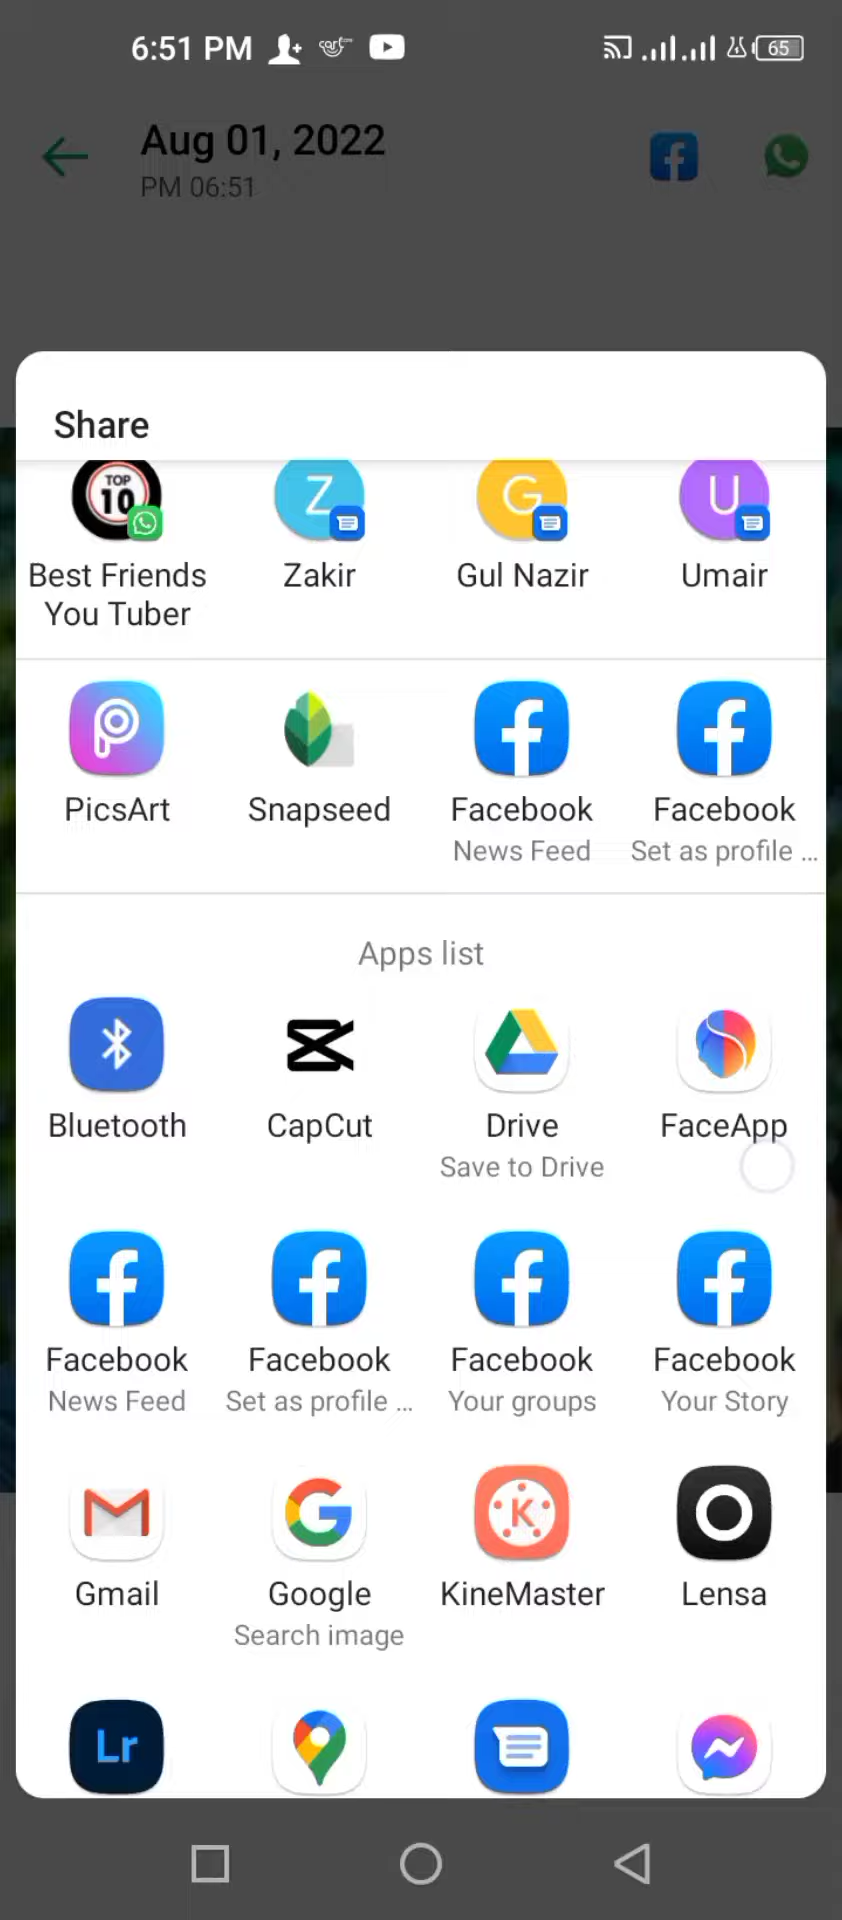 6:51 PM
65
Aug 01, 2022
PM 06:51
Share
TOP
10
Z
G
U
Best Friends
You Tuber
Zakir
Gul Nazir
Umair
PicsArt
Snapseed
Facebook
Facebook
News Feed
Set as profile ...
Apps list
Bluetooth
CapCut
Drive
FaceApp
Save to Drive
Facebook
Facebook
Facebook
Facebook
News Feed
Set as profile ...
Your groups
Your Story
K
Gmail
Google
KineMaster
Lensa
Search image
Lr